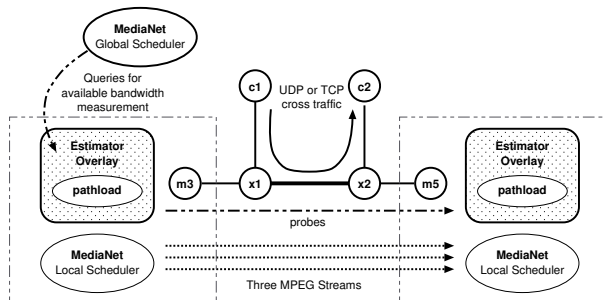 MediaNet
Global Scheduler
Queries for
available bandwidth
measurement
c1
UDP or TCP
cross traffic
c2
Estimator
Overlay
pathload
m3
x1
x2
m5
Estimator
Overlay
pathload
probes
MediaNet
Local Scheduler
Three MPEG Streams
MediaNet
Local Scheduler